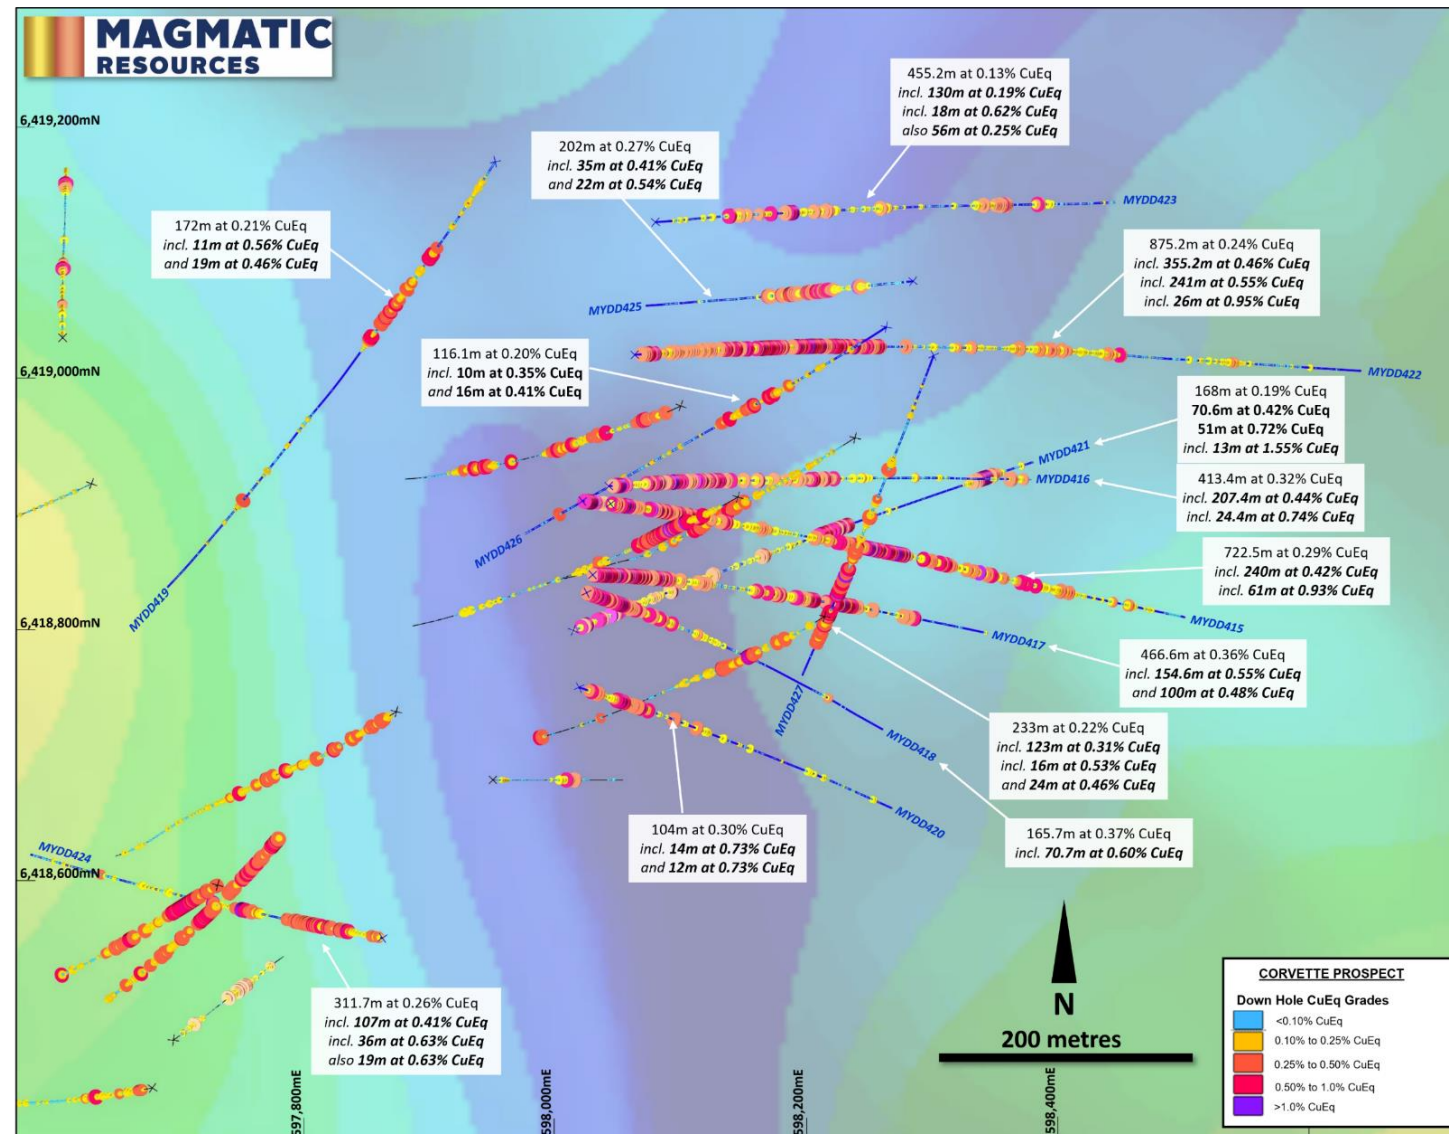 MAGMATIC
RESOURCES
6,419,200mN
455.2m at 0.13% CuEq
incl. 130m at 0.19% CuEq
incl. 18m at 0.62% CuEq
also 56m at 0.25% CuEq
202m at 0.27% CuEq
incl. 35m at 0.41% CuEq
and 22m at 0.54% CuEq
MYDD423
172m at 0.21% CuEq
incl. 11m at 0.56% CuEq
and 19m at 0.46% CuEq
875.2m at 0.24% CuEq
incl. 355.2m at 0.46% CuEq
incl. 241m at 0.55% CuEq
incl. 26m at 0.95% CuEq
MYDD425
116.1m at 0.20% CuEq
incl. 10m at 0.35% CuEq
and 16m at 0.41% CuEq
6,419,000mN
MYDD422
168m at 0.19% CuEq
70.6m at 0.42% CuEq
51m at 0.72% CuEq
incl. 13m at 1.55% CuEq
MYDD421
MYDD416
413.4m at 0.32% CuEq
incl. 207.4m at 0.44% CuEq
incl. 24.4m at 0.74% CuEq
MYDD426
722.5m at 0.29% CuEq
incl. 240m at 0.42% CuEq
incl. 61m at 0.93% CuEq
MYDD419
6,418,800mN
MYDD415
MYDD417
466.6m at 0.36% CuEq
incl. 154.6m at 0.55% CuEq
and 100m at 0.48% CuEq
MYDD427
MYDD418
233m at 0.22% CuEq
incl. 123m at 0.31% CuEq
incl. 16m at 0.53% CuEq
and 24m at 0.46% CuEq
MYDD420
104m at 0.30% CuEq
incl. 14m at 0.73% CuEq
and 12m at 0.73% CuEq
165.7m at 0.37% CuEq
incl. 70.7m at 0.60% CuEq
MYDD424
6,418,600mN
311.7m at 0.26% CuEq
incl. 107m at 0.41% CuEq
incl. 36m at 0.63% CuEq
also 19m at 0.63% CuEq
N
200 metres
597,800mE
598,000mE
598,200mE
598,400mE
CORVETTE PROSPECT
Down Hole CuEq Grades
<0.10% CuEq
0.10% to 0.25% CuEq
0.25% to 0.50% CuEq
0.50% to 1.0% CuEq
>1.0% CuEq